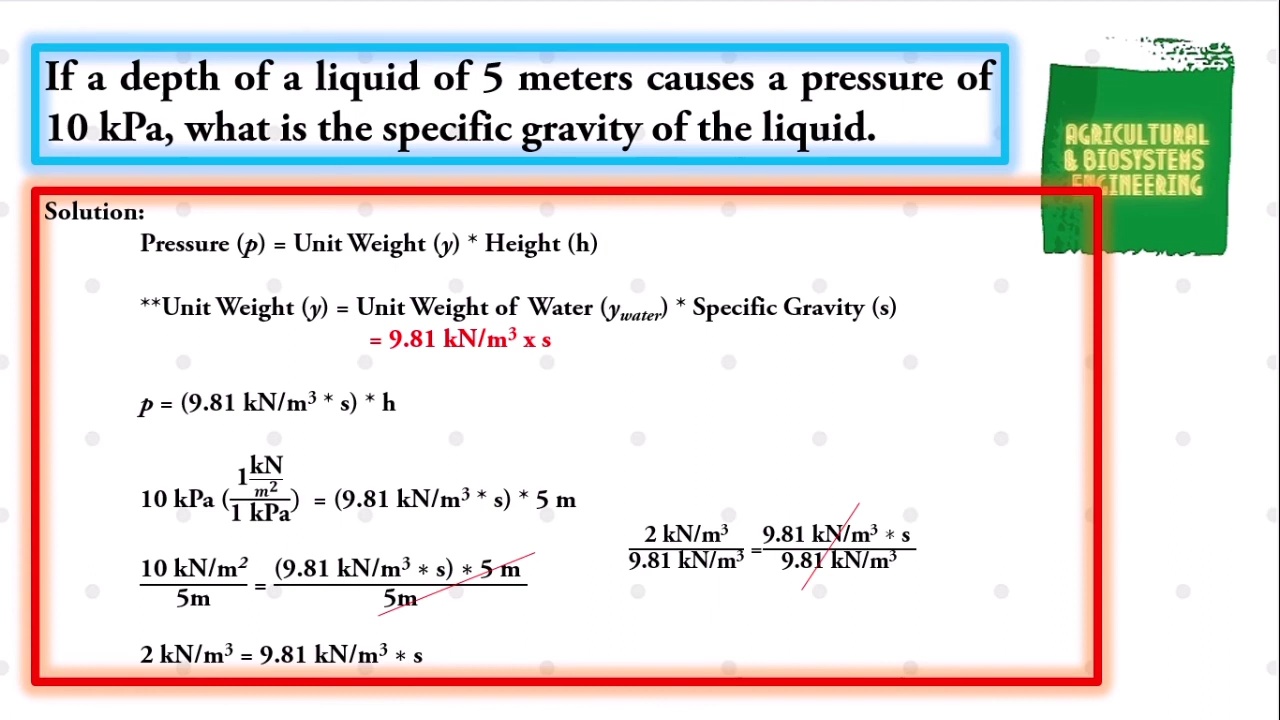 If a depth of a liquid of 5 meters causes a pressure of
10 kPa, what is the specific gravity of the liquid.
AGRICULTURAL
& BIOSYSTEMS
ENGINEERING
Solution:
Pressure (p) = Unit Weight (y) * Height (h)
**Unit Weight (y) = Unit Weight of Water (y_water) * Specific Gravity (s)
= 9.81 kN/m³ x s
p = (9.81 kN/m³ * s) * h
10 kPa (1 kN/m² / 1 kPa) = (9.81 kN/m³ * s) * 5 m
10 kN/m² / 5m = (9.81 kN/m³ * s) * 5 m / 5m
2 kN/m³ = 9.81 kN/m³ * s
2 kN/m³ / 9.81 kN/m³ = 9.81 kN/m³ * s / 9.81 kN/m³